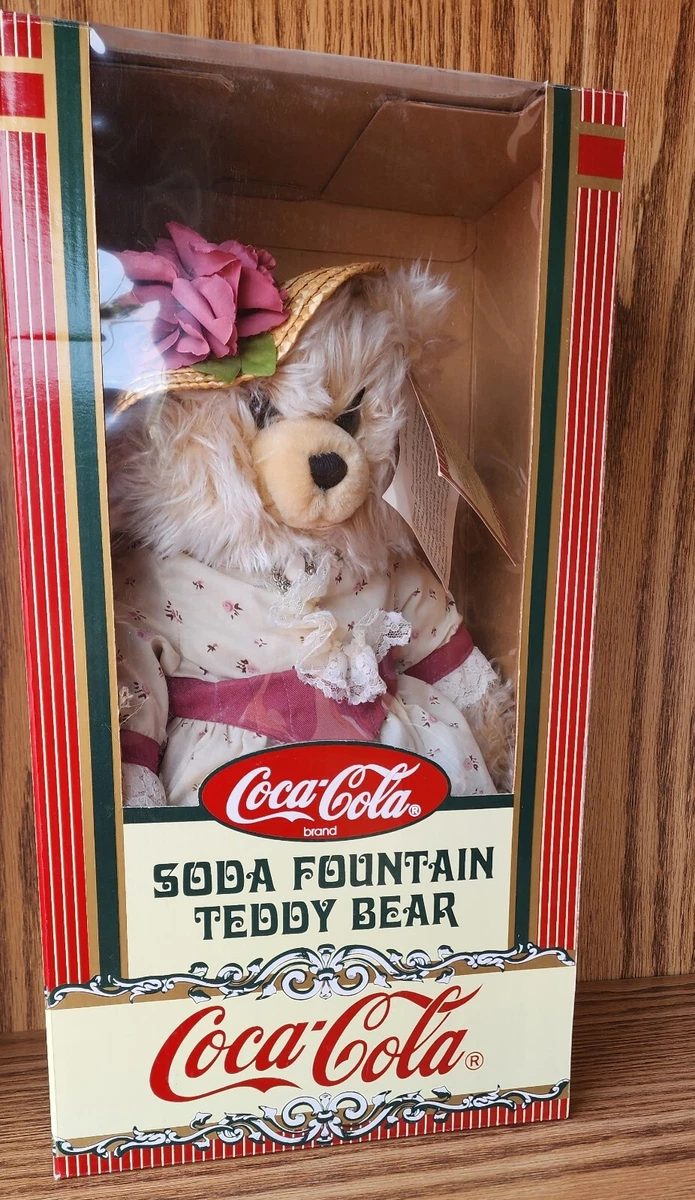 Coca-Cola®
brand
SODA FOUNTAIN
TEDDY BEAR
Coca-Cola®